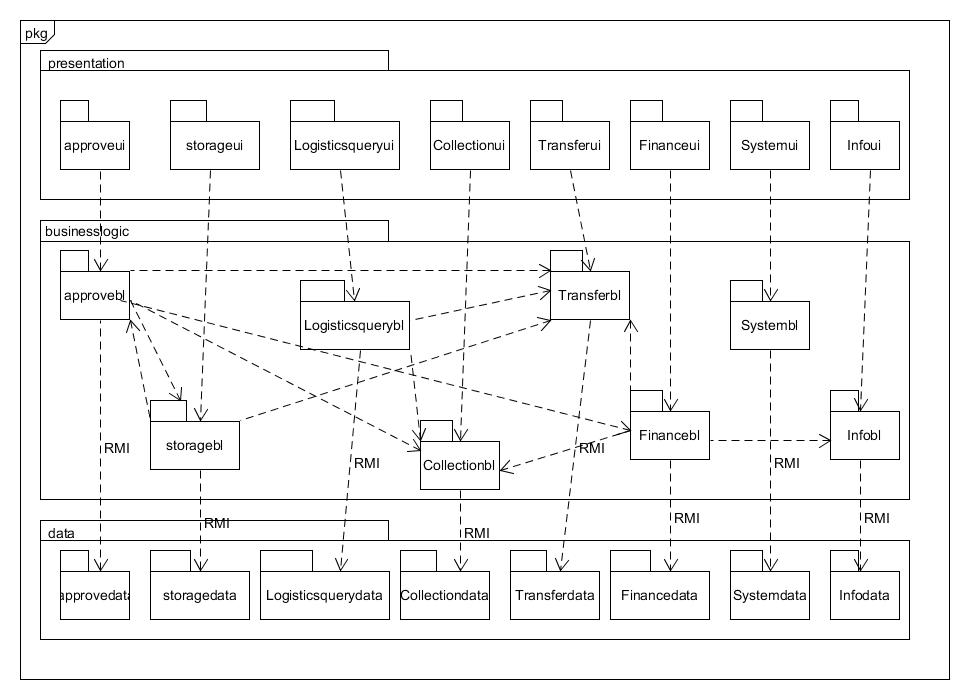 pkg
presentation
approveui
storageui
Logisticsqueryui
Collectionui
Transferui
Financeui
Systemui
Infoui
businesslogic
approvebl
Logisticsquerybl
Transferbl
Systembl
storagebl
Collectionbl
Financebl
Infobl
RMI
RMI
RMI
RMI
RMI
RMI
RMI
RMI
data
approvedata
storagedata
Logisticsquerydata
Collectiondata
Transferdata
Financedata
Systemdata
Infodata